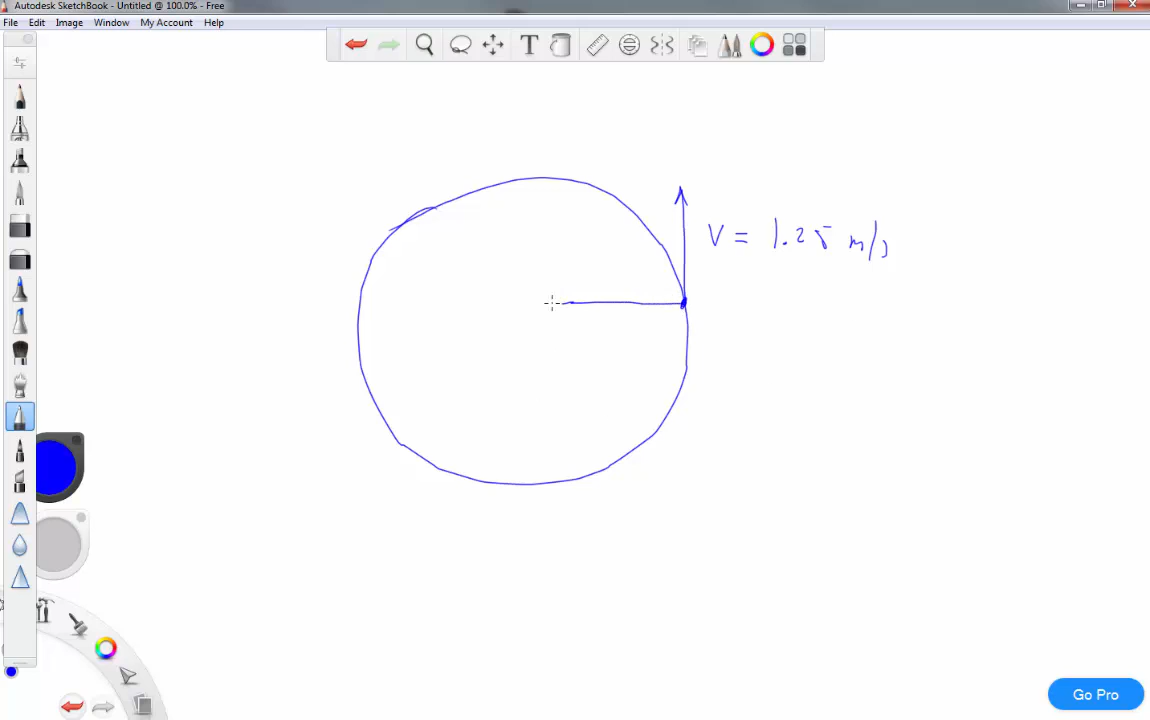 Autodesk SketchBook - Untitled @ 100.0% - Free
File Edit Image Window My Account Help
T
V = 1.25 m/s
Go Pro